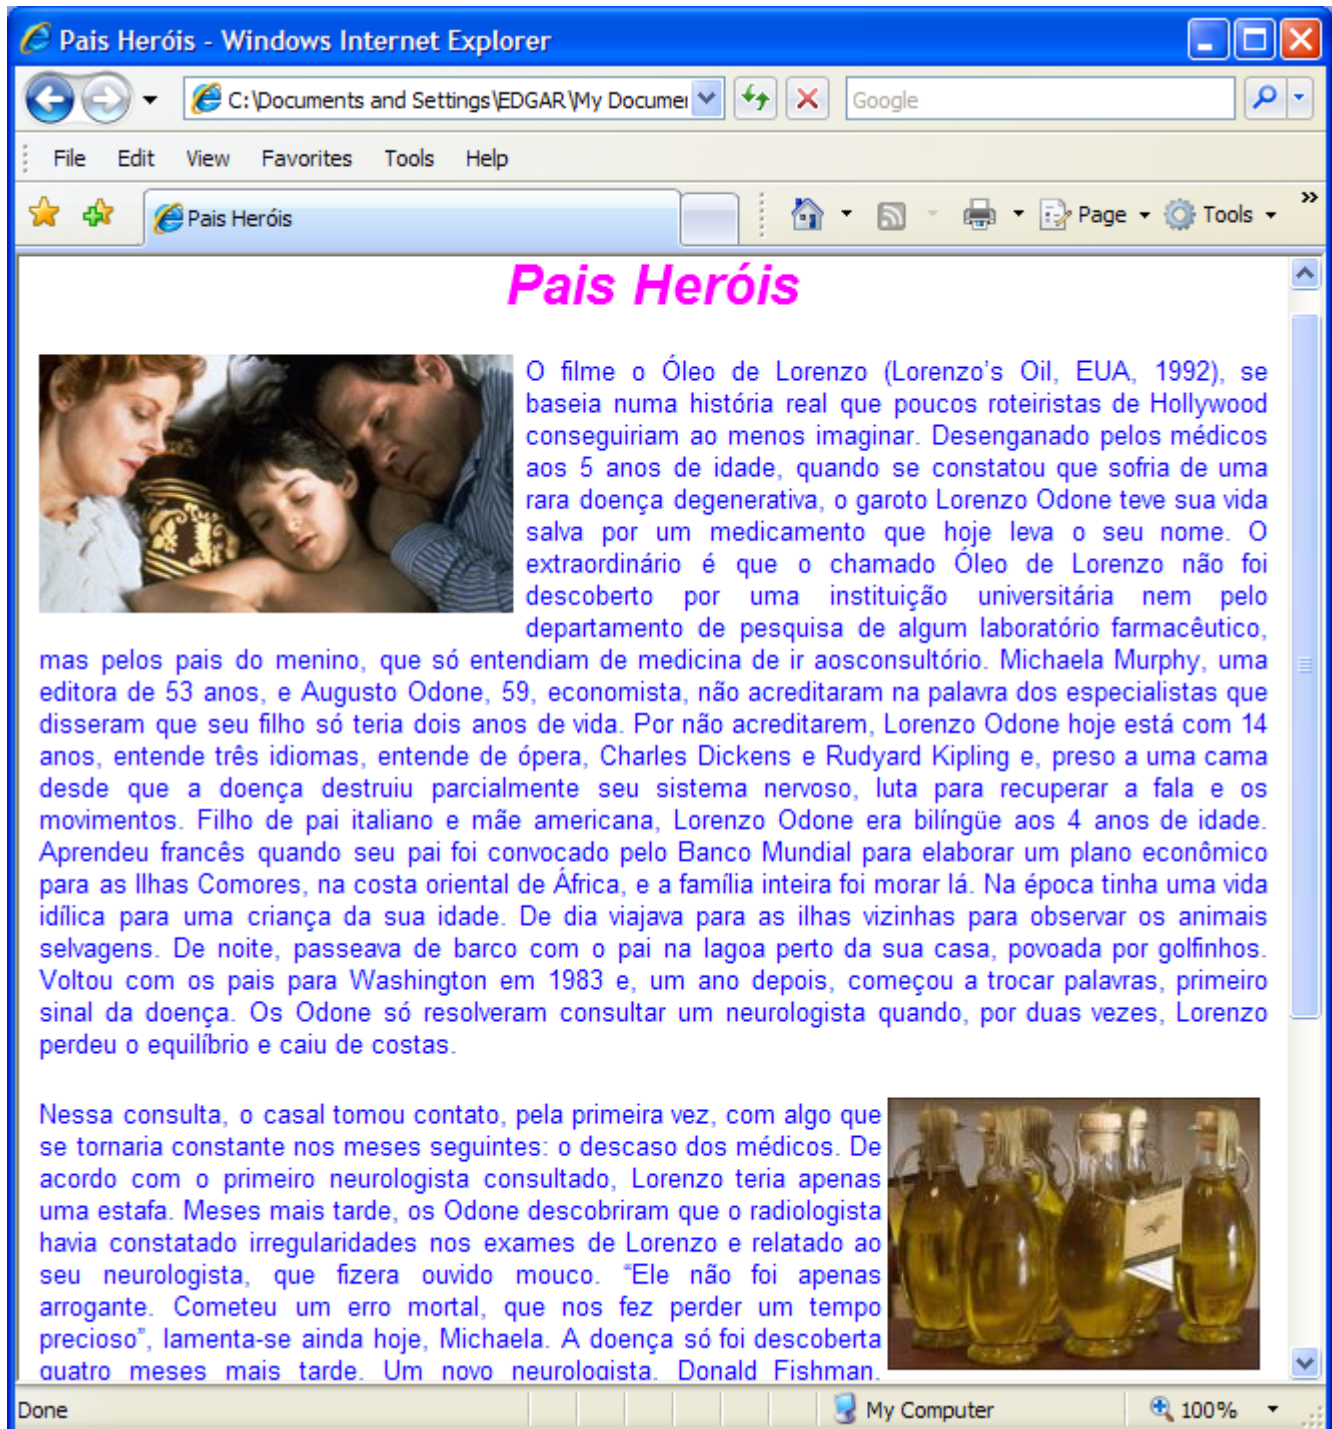 Pais Heróis - Windows Internet Explorer
C:\Documents and Settings\EDGAR\My Documer
Google
File Edit View Favorites Tools Help
Pais Heróis
Page
Tools
»
Pais Heróis
O filme o Óleo de Lorenzo (Lorenzo’s Oil, EUA, 1992), se
baseia numa história real que poucos roteiristas de Hollywood
conseguiriam ao menos imaginar. Desenganado pelos médicos
aos 5 anos de idade, quando se constatou que sofria de uma
rara doença degenerativa, o garoto Lorenzo Odone teve sua vida
salva por um medicamento que hoje leva o seu nome. O
extraordinário é que o chamado Óleo de Lorenzo não foi
descoberto por uma instituição universitária nem pelo
departamento de pesquisa de algum laboratório farmacêutico,
mas pelos pais do menino, que só entendiam de medicina de ir aosconsultório. Michaela Murphy, uma
editora de 53 anos, e Augusto Odone, 59, economista, não acreditaram na palavra dos especialistas que
disseram que seu filho só teria dois anos de vida. Por não acreditarem, Lorenzo Odone hoje está com 14
anos, entende três idiomas, entende de ópera, Charles Dickens e Rudyard Kipling e, preso a uma cama
desde que a doença destruiu parcialmente seu sistema nervoso, luta para recuperar a fala e os
movimentos. Filho de pai italiano e mãe americana, Lorenzo Odone era bilíngüe aos 4 anos de idade.
Aprendeu francês quando seu pai foi convocado pelo Banco Mundial para elaborar um plano econômico
para as Ilhas Comores, na costa oriental de África, e a família inteira foi morar lá. Na época tinha uma vida
idílica para uma criança da sua idade. De dia viajava para as ilhas vizinhas para observar os animais
selvagens. De noite, passeava de barco com o pai na lagoa perto da sua casa, povoada por golfinhos.
Voltou com os pais para Washington em 1983 e, um ano depois, começou a trocar palavras, primeiro
sinal da doença. Os Odone só resolveram consultar um neurologista quando, por duas vezes, Lorenzo
perdeu o equilíbrio e caiu de costas.
Nessa consulta, o casal tomou contato, pela primeira vez, com algo que
se tornaria constante nos meses seguintes: o descaso dos médicos. De
acordo com o primeiro neurologista consultado, Lorenzo teria apenas
uma estafa. Meses mais tarde, os Odone descobriram que o radiologista
havia constatado irregularidades nos exames de Lorenzo e relatado ao
seu neurologista, que fizera ouvido mouco. “Ele não foi apenas
arrogante. Cometeu um erro mortal, que nos fez perder um tempo
precioso”, lamenta-se ainda hoje, Michaela. A doença só foi descoberta
quatro meses mais tarde. Um novo neurologista, Donald Fishman,
Done
My Computer
100%